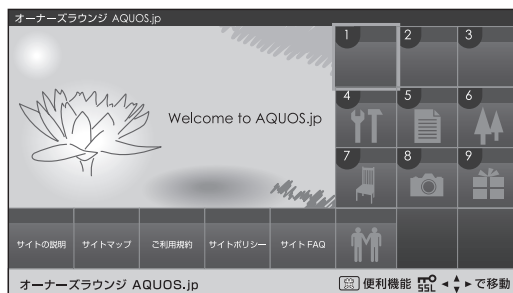 オーナーズラウンジ AQUOS.jp
1 2 3
Welcome to AQUOS.jp
4 5 6
7 8 9
サイトの説明 サイトマップ ご利用規約 サイトポリシー サイト FAQ
オーナーズラウンジ AQUOS.jp 便利機能 SSL で移動